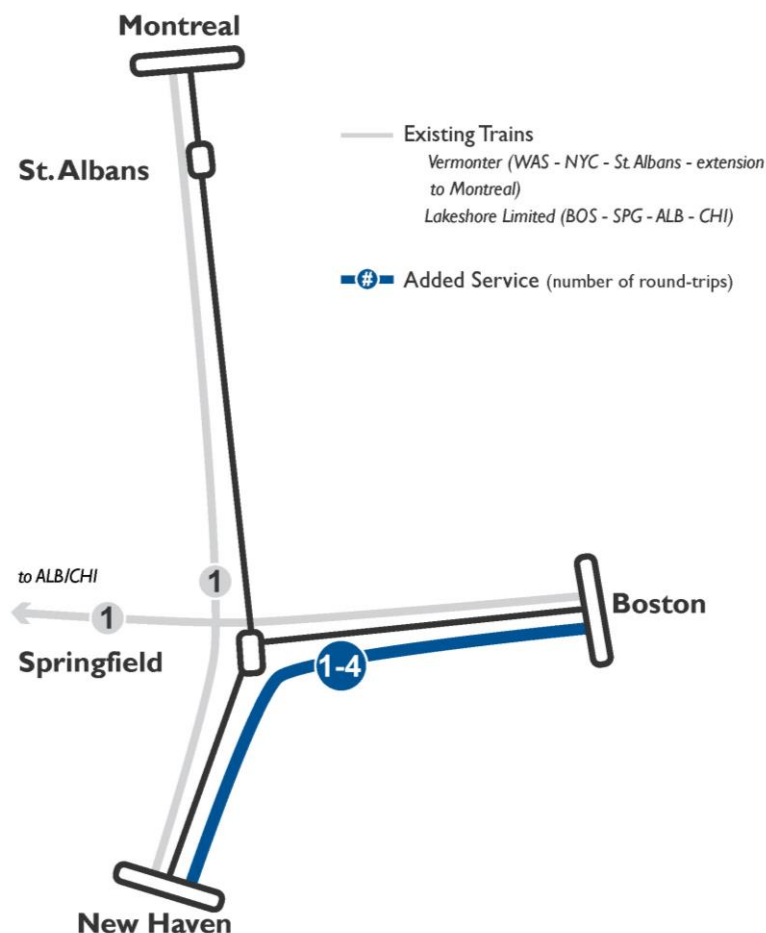 Montreal
St. Albans
Existing Trains
Vermonter (WAS - NYC - St. Albans - extension
to Montreal)
Lakeshore Limited (BOS - SPG - ALB - CHI)
# Added Service (number of round-trips)
to ALB/CHI
1
1
Boston
Springfield
1-4
New Haven